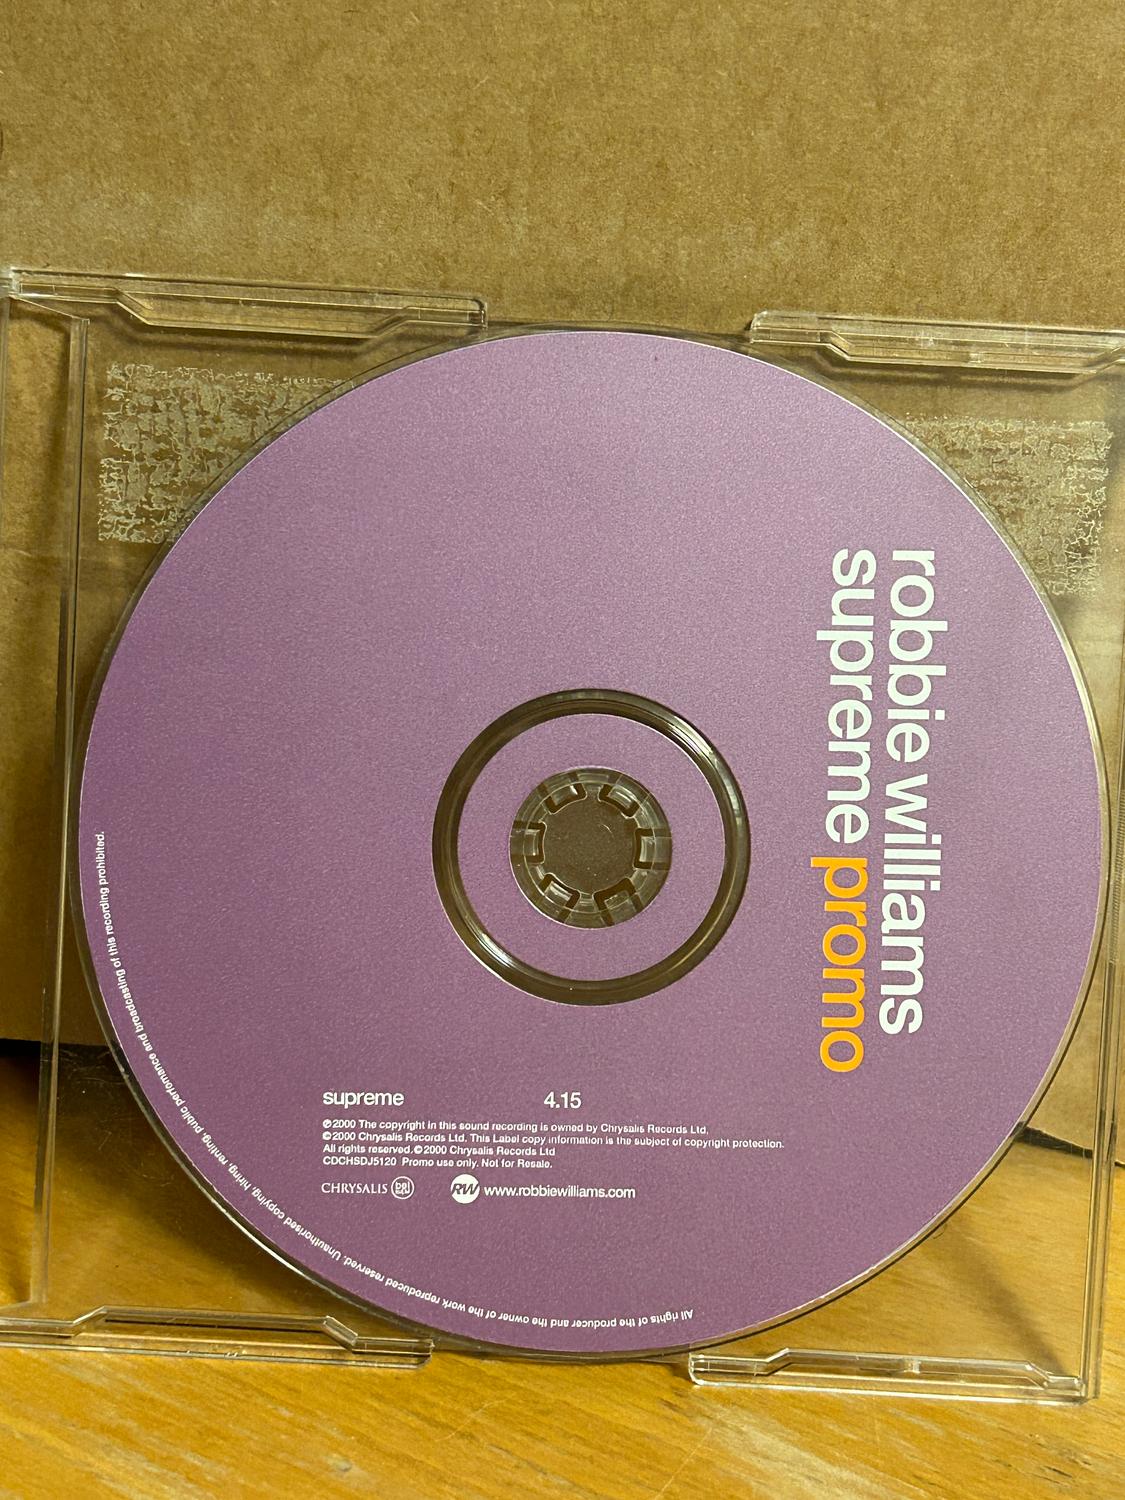 robbie williams
supreme promo
supreme 4.15
℗2000 The copyright in this sound recording is owned by Chrysalis Records Ltd,
©2000 Chrysalis Records Ltd. This Label copy information is the subject of copyright protection.
All rights reserved.©2000 Chrysalis Records Ltd
CDCHSDJ5120 Promo use only. Not for Resale.
CHRYSALIS RW www.robbiewilliams.com
All rights of the producer and the owner of the work reproduced reserved. Unauthorised copying, hiring, renting, public perfomance and broadcasting of this recording prohibited.